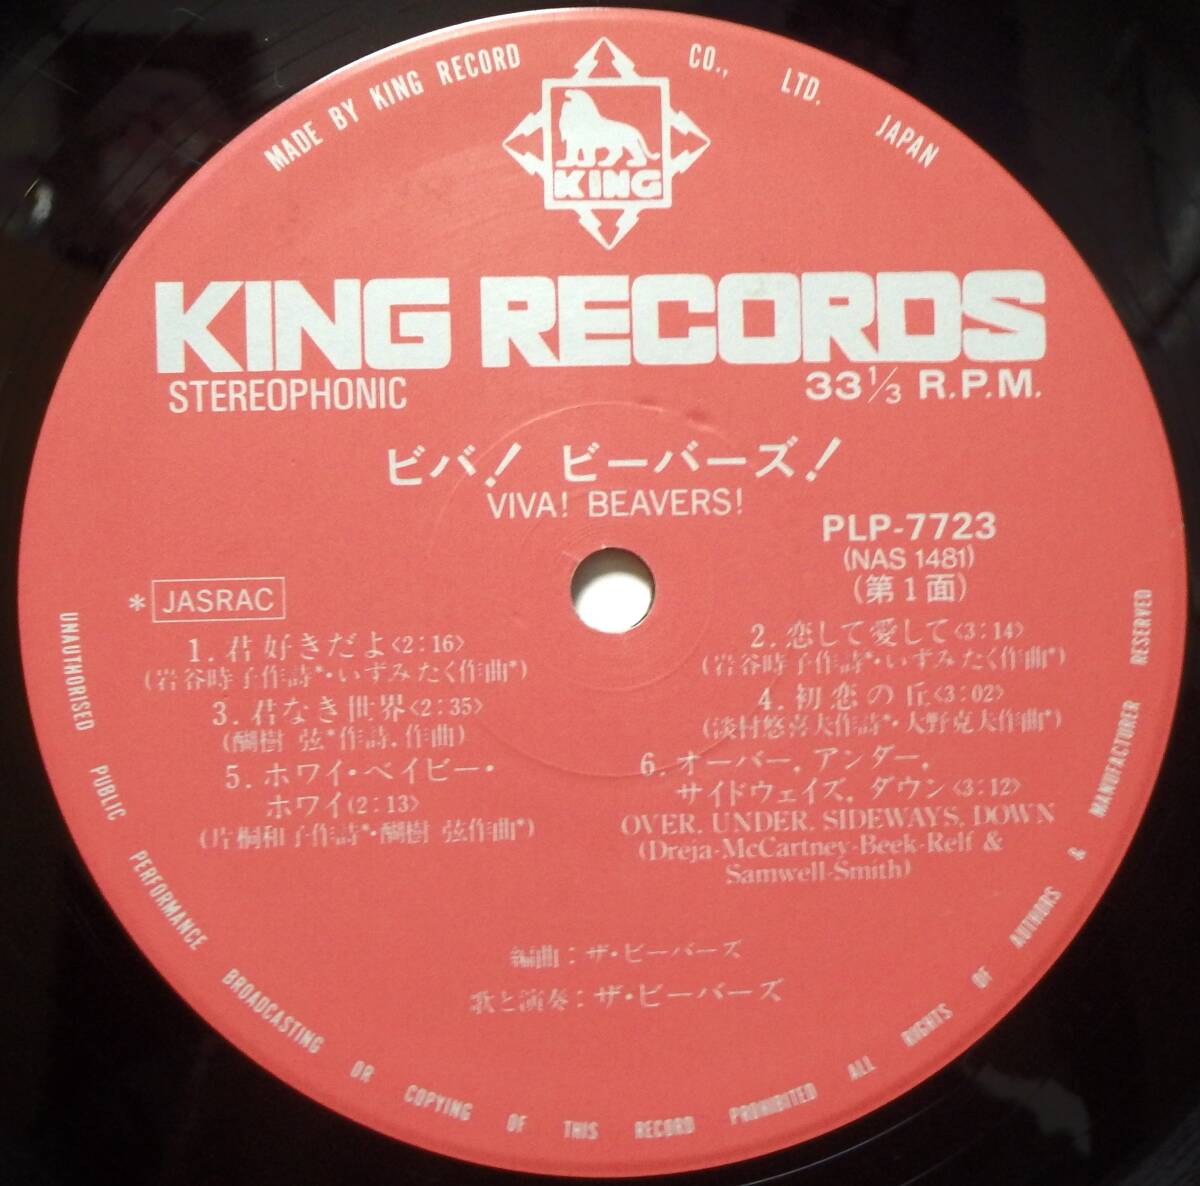 MADE BY KING RECORD CO., LTD. JAPAN
KING
KING RECORDS
STEREOPHONIC
33 1/3 R.P.M.
ビバ! ビーバーズ!
VIVA! BEAVERS!
PLP-7723
(NAS 1481)
(第1面)
* JASRAC
1. 君好きだよ<2:16>
(岩谷時子作詩*・いずみたく作曲*)
2. 恋して愛して<3:14>
(岩谷時子作詩*・いずみたく作曲*)
3. 君なき世界<2:35>
(醐樹 弦*作詩.作曲)
4. 初恋の丘<3:02>
(淡村悠喜夫作詩*・大野克夫作曲*)
5. ホワイ・ベイビー・
ホワイ(2:13)
(片桐和子作詩*・醐樹 弦作曲*)
6. オーバー, アンダー,
サイドウェイズ, ダウン<3:12>
OVER, UNDER, SIDEWAYS, DOWN
(Dreja-McCartney-Beek-Relf &
Samwell-Smith)
編曲: ザ・ビーバーズ
歌と演奏: ザ・ビーバーズ
UNAUTHORISED PUBLIC PERFORMANCE BROADCASTING OR COPYING OF THIS RECORD PROHIBITED ALL RIGHTS OF AUTHORS & MANUFACTURER RESERVED